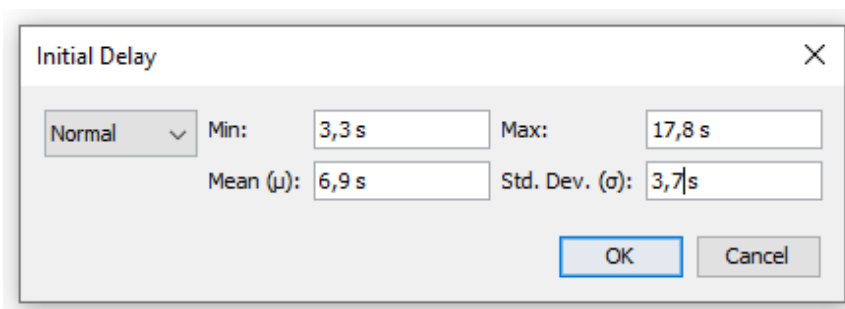 Initial Delay
Normal Min: 3,3 s Max: 17,8 s
Mean (μ): 6,9 s Std. Dev. (σ): 3,7 s
OK Cancel